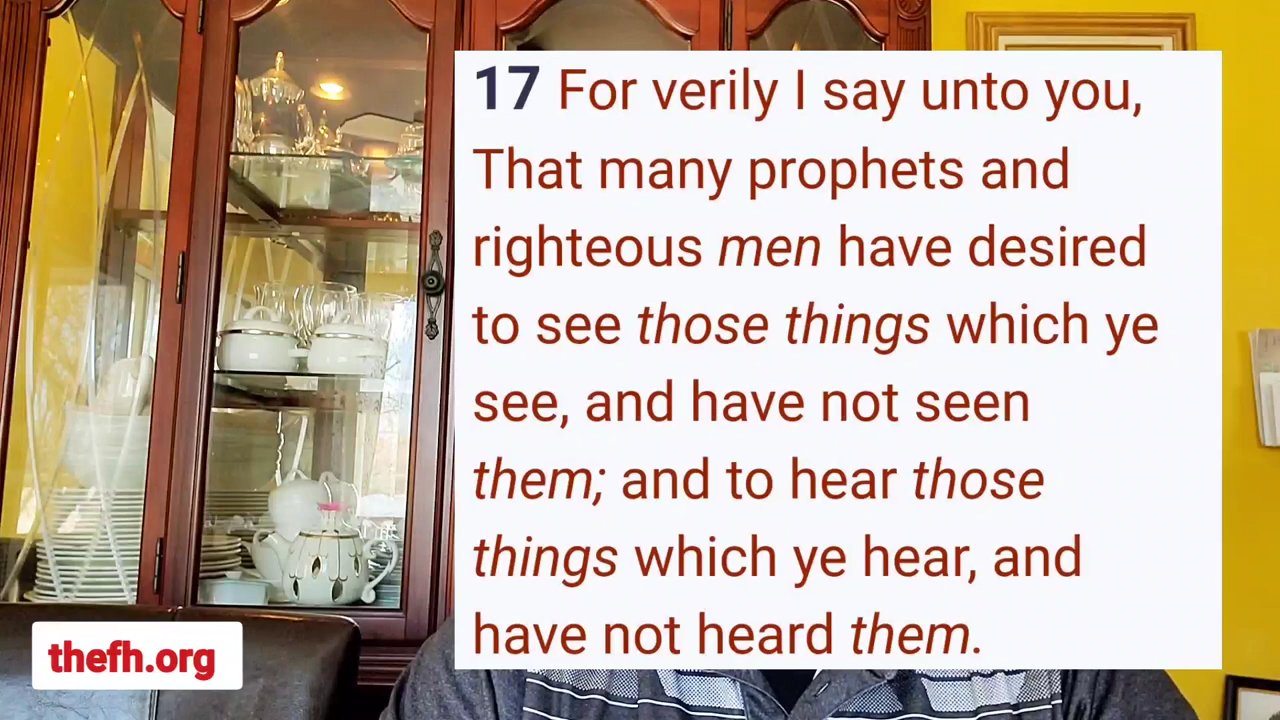 17 For verily I say unto you,
That many prophets and
righteous men have desired
to see those things which ye
see, and have not seen
them; and to hear those
things which ye hear, and
have not heard them.
thefh.org